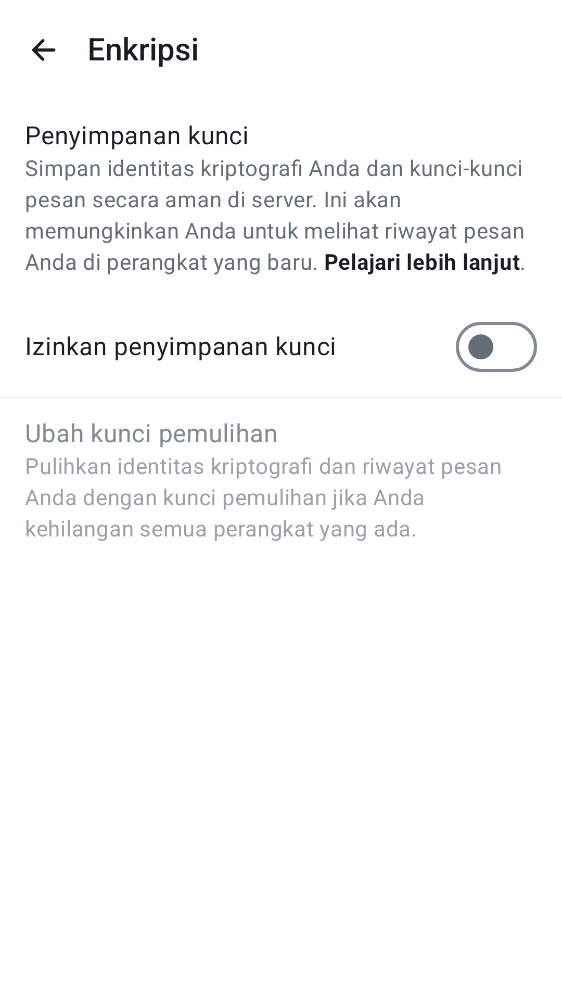 Enkripsi
Penyimpanan kunci
Simpan identitas kriptografi Anda dan kunci-kunci
pesan secara aman di server. Ini akan
memungkinkan Anda untuk melihat riwayat pesan
Anda di perangkat yang baru. Pelajari lebih lanjut.
Izinkan penyimpanan kunci
Ubah kunci pemulihan
Pulihkan identitas kriptografi dan riwayat pesan
Anda dengan kunci pemulihan jika Anda
kehilangan semua perangkat yang ada.